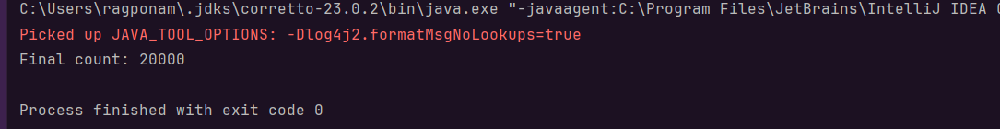 C:\Users\ragponam\.jdks\corretto-23.0.2\bin\java.exe "-javaagent:C:\Program Files\JetBrains\IntelliJ IDEA
Picked up JAVA_TOOL_OPTIONS: -Dlog4j2.formatMsgNoLookups=true
Final count: 20000
Process finished with exit code 0